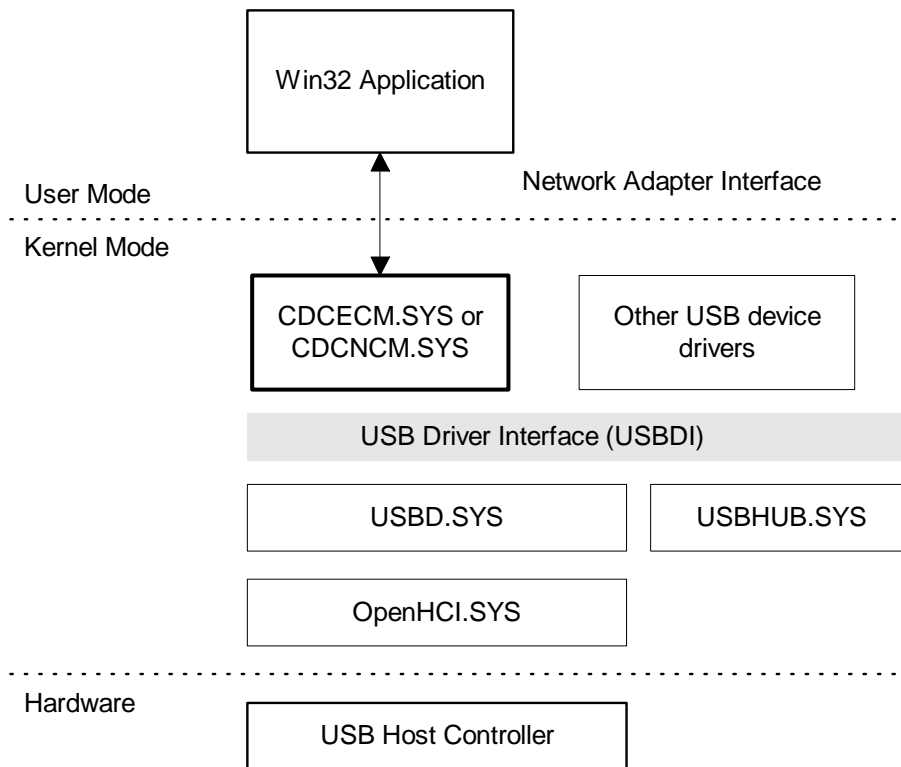 Win32 Application
Network Adapter Interface
User Mode
Kernel Mode
CDCECM.SYS or
CDCNCM.SYS
Other USB device
drivers
USB Driver Interface (USBDI)
USBD.SYS
USBHUB.SYS
OpenHCI.SYS
Hardware
USB Host Controller